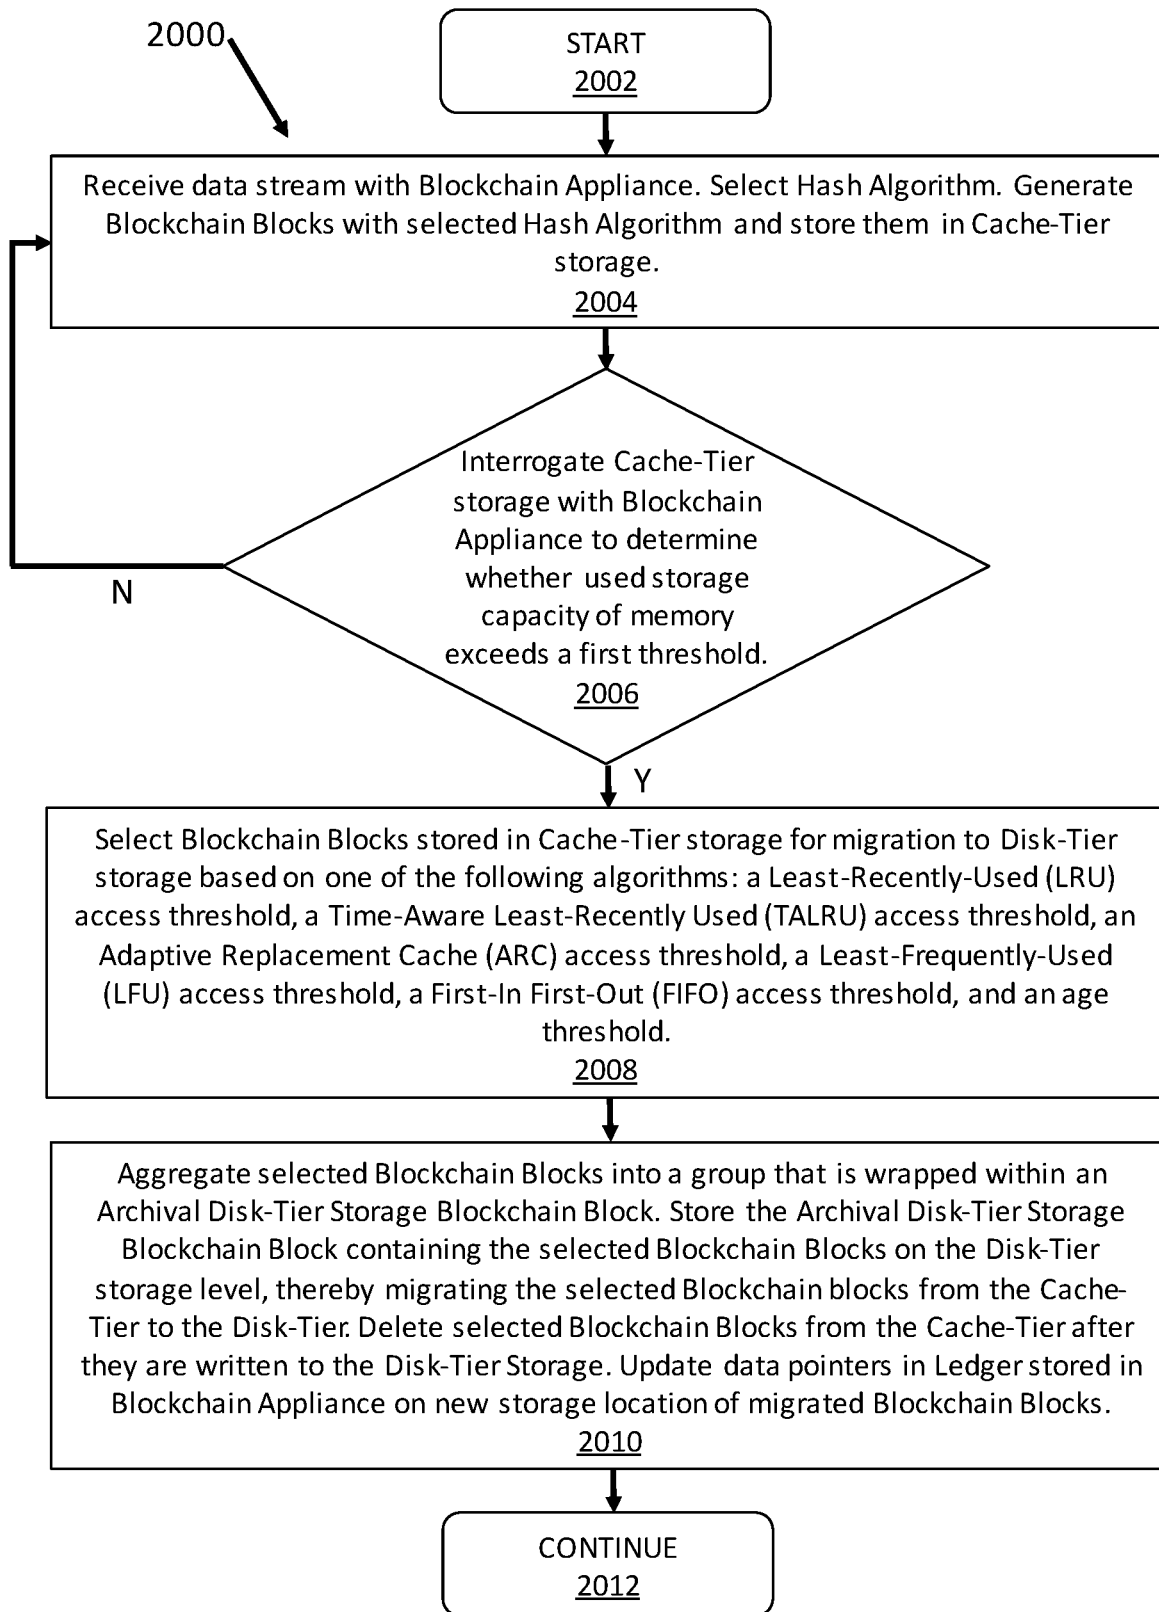 2000
START
2002
Receive data stream with Blockchain Appliance. Select Hash Algorithm. Generate
Blockchain Blocks with selected Hash Algorithm and store them in Cache-Tier
storage.
2004
Interrogate Cache-Tier
storage with Blockchain
Appliance to determine
whether used storage
capacity of memory
exceeds a first threshold.
2006
N
Y
Select Blockchain Blocks stored in Cache-Tier storage for migration to Disk-Tier
storage based on one of the following algorithms: a Least-Recently-Used (LRU)
access threshold, a Time-Aware Least-Recently Used (TALRU) access threshold, an
Adaptive Replacement Cache (ARC) access threshold, a Least-Frequently-Used
(LFU) access threshold, a First-In First-Out (FIFO) access threshold, and an age
threshold.
2008
Aggregate selected Blockchain Blocks into a group that is wrapped within an
Archival Disk-Tier Storage Blockchain Block. Store the Archival Disk-Tier Storage
Blockchain Block containing the selected Blockchain Blocks on the Disk-Tier
storage level, thereby migrating the selected Blockchain blocks from the Cache-
Tier to the Disk-Tier. Delete selected Blockchain Blocks from the Cache-Tier after
they are written to the Disk-Tier Storage. Update data pointers in Ledger stored in
Blockchain Appliance on new storage location of migrated Blockchain Blocks.
2010
CONTINUE
2012